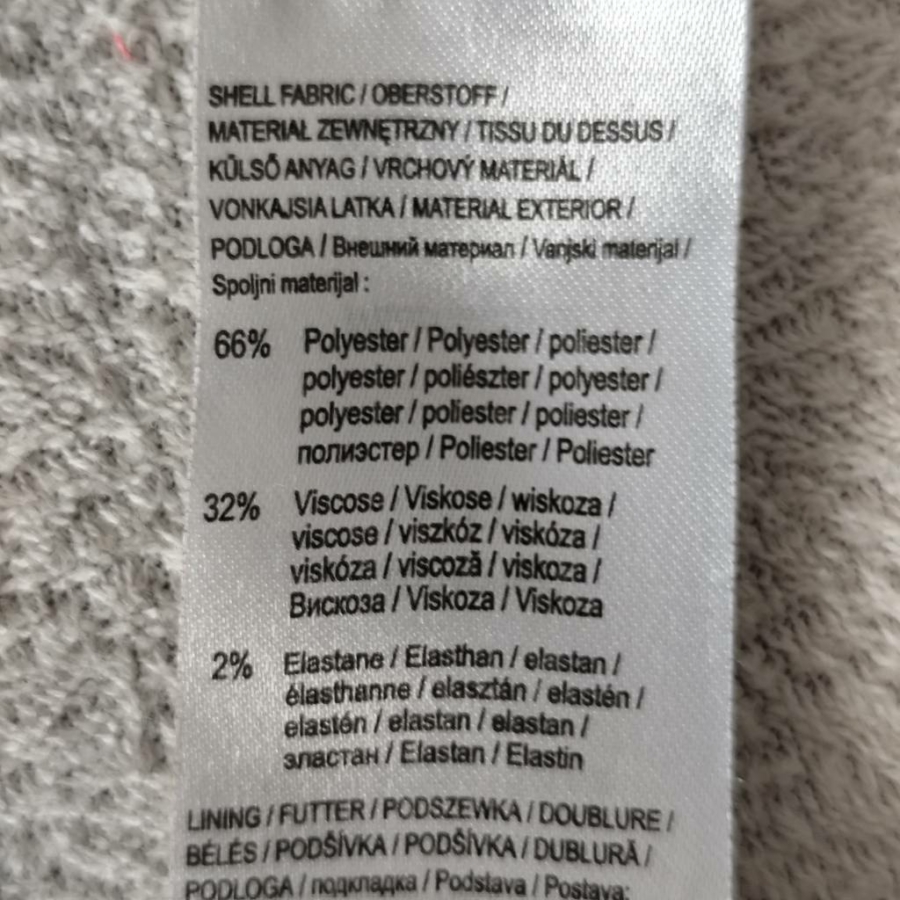 SHELL FABRIC / OBERSTOFF /
MATERIAŁ ZEWNĘTRZNY / TISSU DU DESSUS /
KŰLSŐ ANYAG / VRCHOVÝ MATERIÁL /
VONKAJSIA LATKA / MATERIAL EXTERIOR /
PODLOGA / Внешний материал / Vanjski materijal /
Spoljni materijal :
66% Polyester / Polyester / poliester /
polyester / poliészter / polyester /
polyester / poliester / poliester /
полиэстер / Poliester / Poliester
32% Viscose / Viskose / wiskoza /
viscose / viszkóz / viskóza /
viskóza / viscoză / viskoza /
Вискоза / Viskoza / Viskoza
2% Elastane / Elasthan / elastan /
élasthanne / elasztán / elastén /
elastén / elastan / elastan /
эластан / Elastan / Elastin
LINING / FUTTER / PODSZEWKA / DOUBLURE /
BÉLÉS / PODŠÍVKA / PODŠÍVKA / DUBLURĂ /
PODLOGA / подкладка / Podstava / Postava: